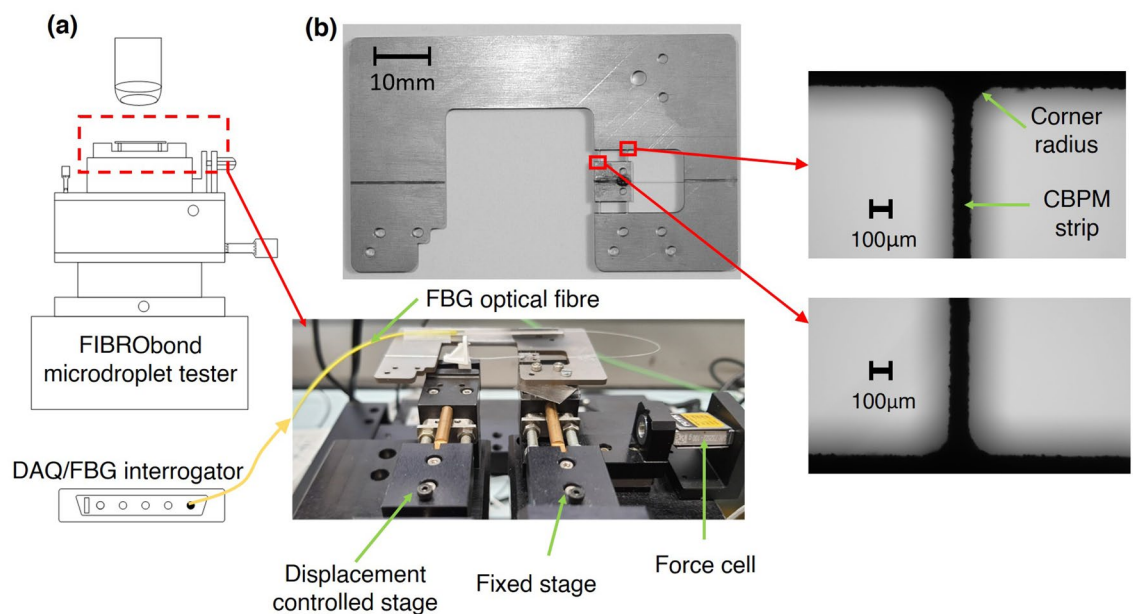 (a)
(b)
10mm
Corner
radius
CBPM
strip
100µm
100µm
FBG optical fibre
FIBRObond
microdroplet tester
DAQ/FBG interrogator
Displacement
controlled stage
Fixed stage
Force cell